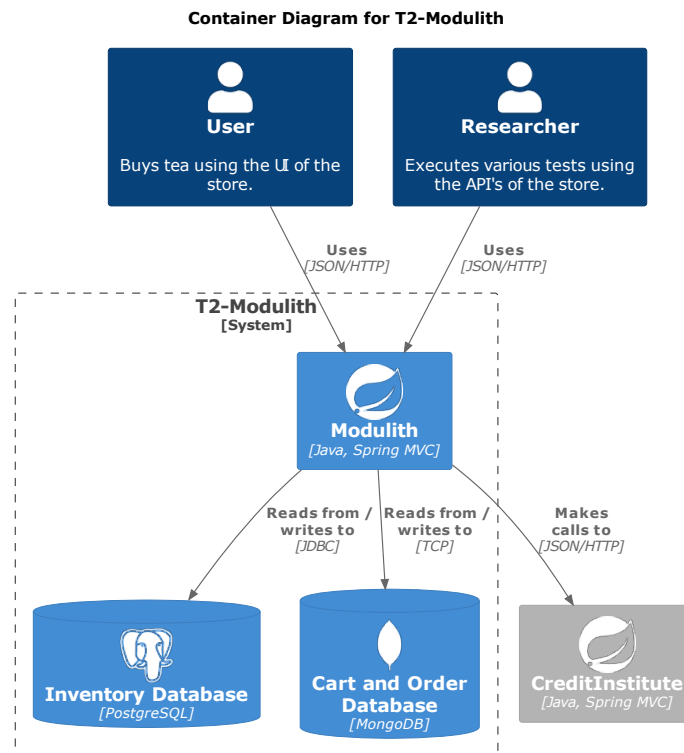 Container Diagram for T2-Modulith
User
Buys tea using the UI of the
store.
Researcher
Executes various tests using
the API's of the store.
Uses
[JSON/HTTP]
Uses
[JSON/HTTP]
T2-Modulith
[System]
Modulith
[Java, Spring MVC]
Reads from /
writes to
[JDBC]
Reads from /
writes to
[TCP]
Makes
calls to
[JSON/HTTP]
Inventory Database
[PostgreSQL]
Cart and Order
Database
[MongoDB]
CreditInstitute
[Java, Spring MVC]